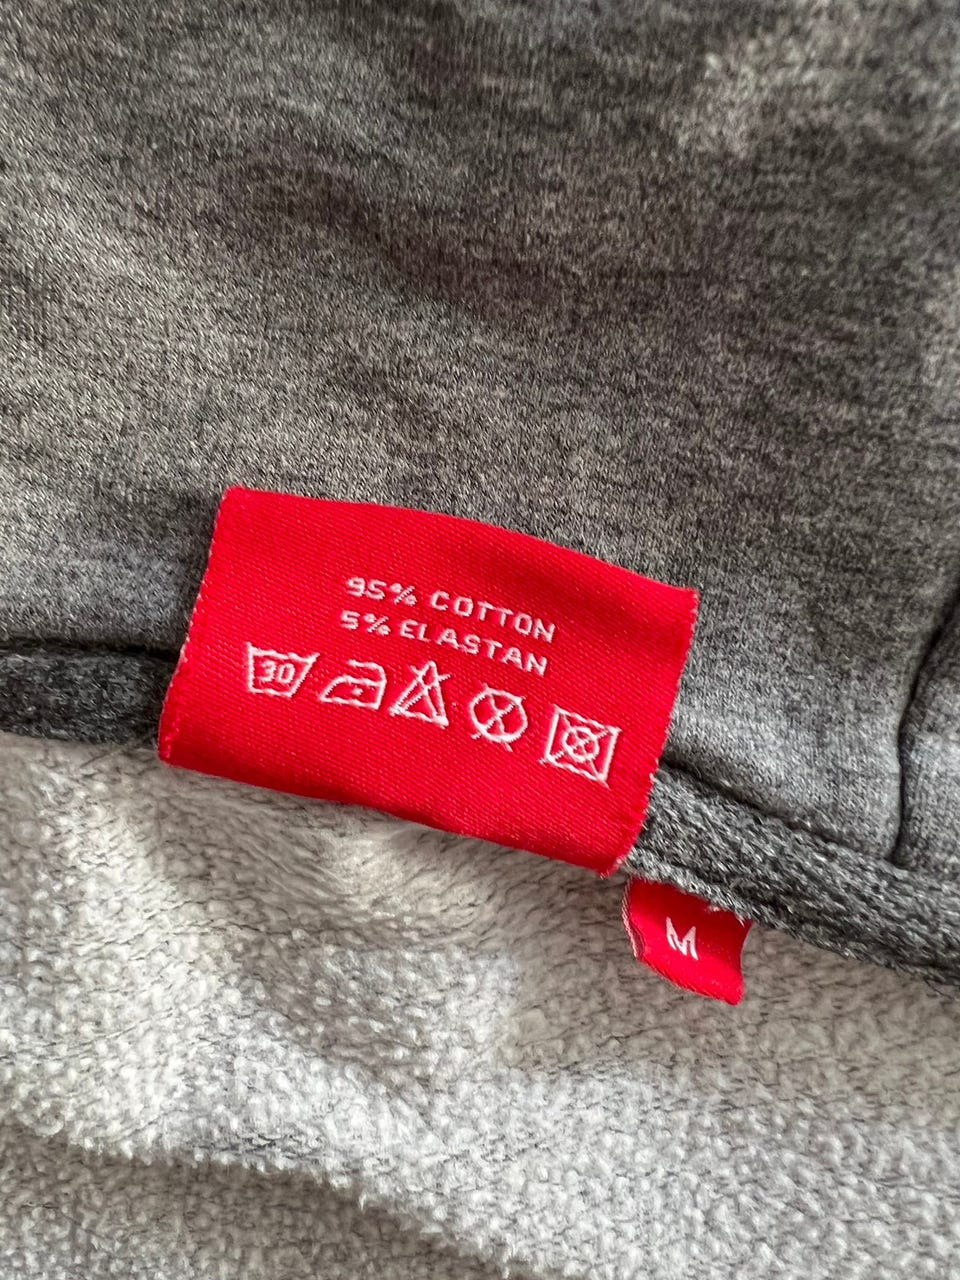 95% COTTON
5% ELASTAN
30
M